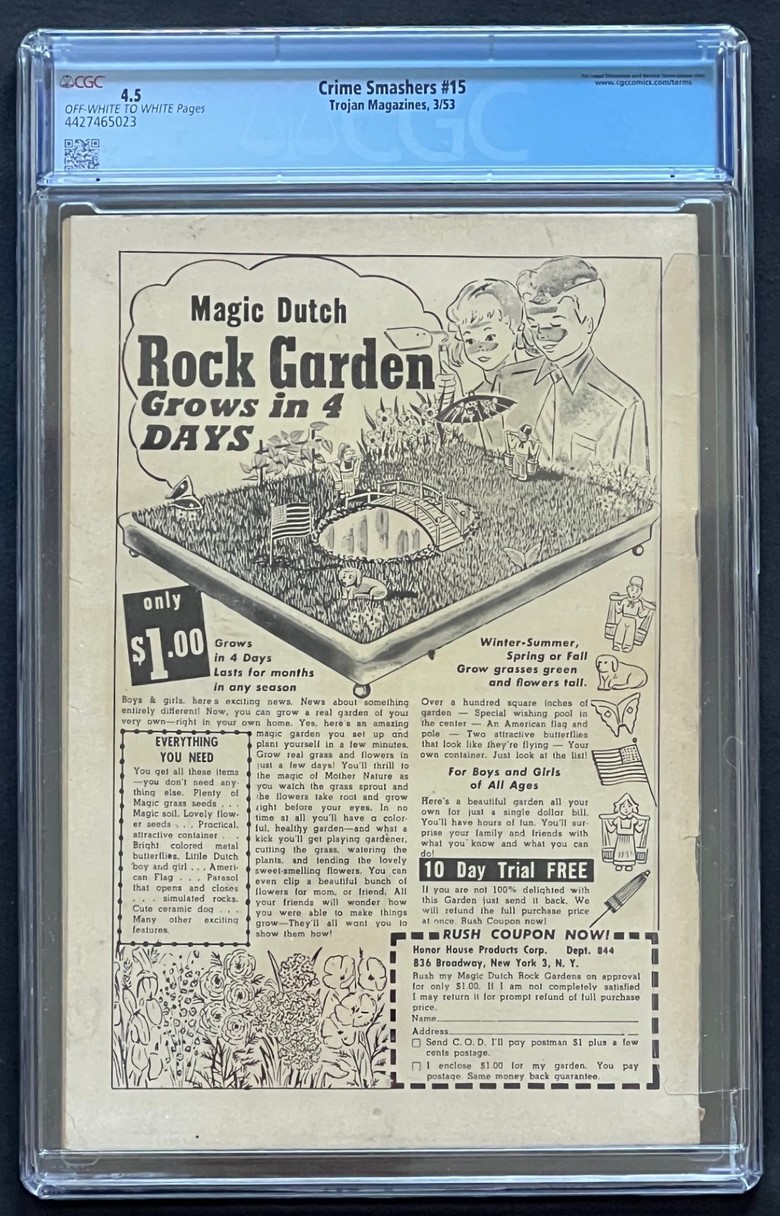 CGC
4.5
OFF-WHITE TO WHITE Pages
4427465023
Crime Smashers #15
Trojan Magazines, 3/53
www.cgccomics.com/terms
Magic Dutch
Rock Garden
Grows in 4
DAYS
only
$1.00
Grows
in 4 Days
Lasts for months
in any season
Winter-Summer,
Spring or Fall
Grow grasses green
and flowers tall.
Boys & girls, here's exciting news. News about something
entirely different! Now, you can grow a real garden of your
very own—right in your own home. Yes, here's an amazing
magic garden you set up and
plant yourself in a few minutes.
Grow real grass and flowers in
just a few days! You'll thrill to
the magic of Mother Nature as
you watch the grass sprout and
the flowers take root and grow
right before your eyes. In no
time at all you'll have a color-
ful, healthy garden—and what a
kick you'll get playing gardener,
cutting the grass, watering the
plants, and tending the lovely
sweet-smelling flowers. You can
even clip a beautiful bunch of
flowers for mom, or friend. All
your friends will wonder how
you were able to make things
grow—They'll all want you to
show them how!
EVERYTHING
YOU NEED
You get all these items
—you don't need any-
thing else. Plenty of
Magic grass seeds . . .
Magic soil. Lovely flow-
er seeds . . . Practical,
attractive container . . .
Bright colored metal
butterflies. Little Dutch
boy and girl . . . Ameri-
can Flag . . . Parasol
that opens and closes
. . . simulated rocks.
Cute ceramic dog . . .
Many other exciting
features.
Over a hundred square inches of
garden — Special wishing pool in
the center — An American flag and
pole — Two attractive butterflies
that look like they're flying — Your
own container. Just look at the list!
For Boys and Girls
of All Ages
Here's a beautiful garden all your
own for just a single dollar bill.
You'll have hours of fun. You'll sur-
prise your family and friends with
what you know and what you can
do!
10 Day Trial FREE
If you are not 100% delighted with
this Garden just send it back. We
will refund the full purchase price
at once. Rush Coupon now!
RUSH COUPON NOW!
Honor House Products Corp. Dept. 844
836 Broadway, New York 3, N. Y.
Rush my Magic Dutch Rock Gardens on approval
for only $1.00. If I am not completely satisfied
I may return it for prompt refund of full purchase
price.
Name
Address
Send C. O. D. I'll pay postman $1 plus a few
cents postage.
I enclose $1.00 for my garden. You pay
postage. Same money back guarantee.